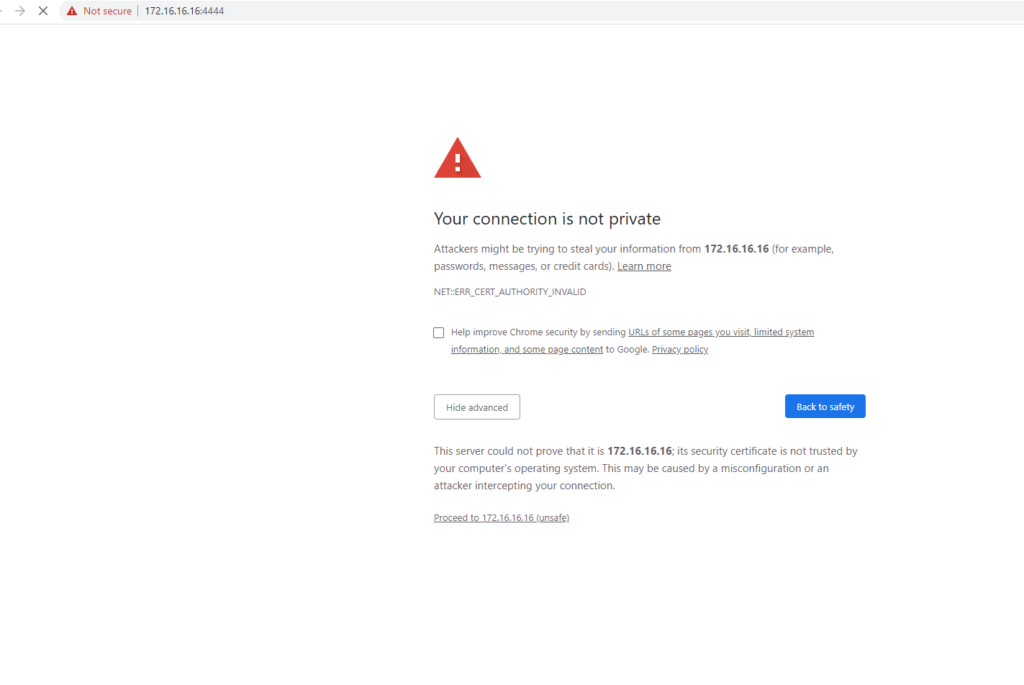 Not secure | 172.16.16.16:4444
Your connection is not private
Attackers might be trying to steal your information from 172.16.16.16 (for example,
passwords, messages, or credit cards). Learn more
NET::ERR_CERT_AUTHORITY_INVALID
Help improve Chrome security by sending URLs of some pages you visit, limited system
information, and some page content to Google. Privacy policy
Hide advanced
Back to safety
This server could not prove that it is 172.16.16.16; its security certificate is not trusted by
your computer's operating system. This may be caused by a misconfiguration or an
attacker intercepting your connection.
Proceed to 172.16.16.16 (unsafe)